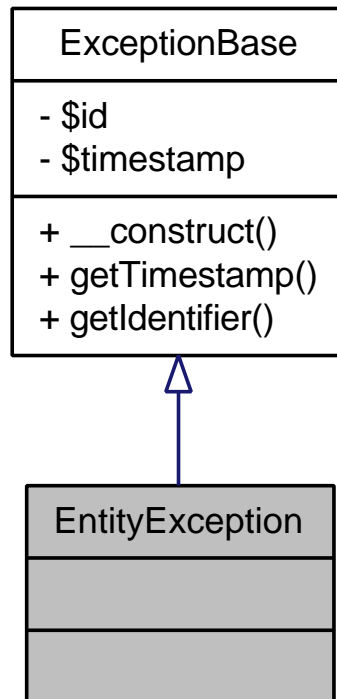 ExceptionBase
- $id
- $timestamp
+ __construct()
+ getTimestamp()
+ getIdentifier()
EntityException